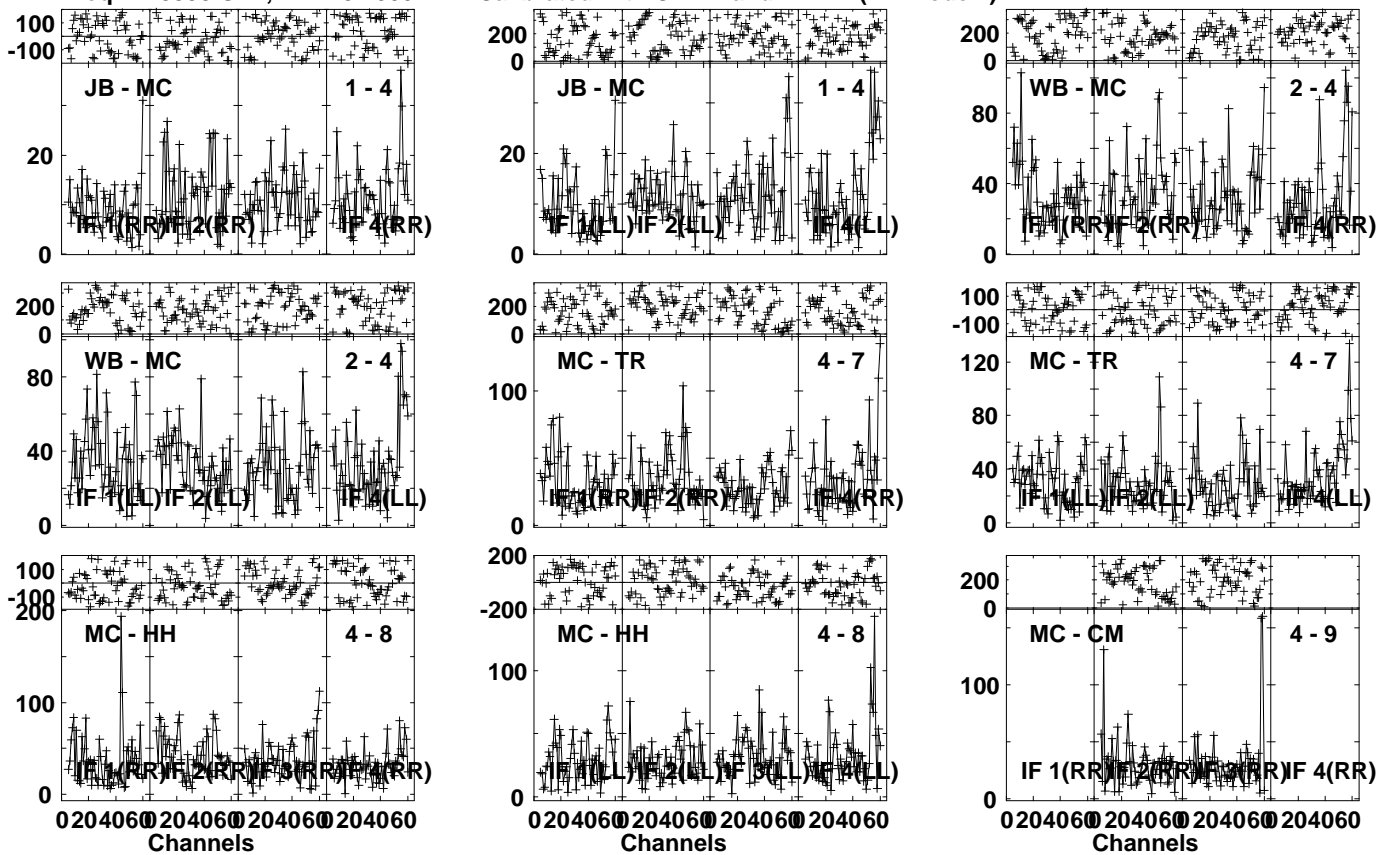 100
-100
JB - MC 1 - 4
20
0
IF 1(RR) IF 2(RR) IF 4(RR)
200
0
JB - MC 1 - 4
20
0
IF 1(LL) IF 2(LL) IF 4(LL)
200
0
WB - MC 2 - 4
80
40
0
IF 1(RR) IF 2(RR) IF 4(RR)
200
0
WB - MC 2 - 4
80
40
0
IF 1(LL) IF 2(LL) IF 4(LL)
200
0
MC - TR 4 - 7
100
0
IF 1(RR) IF 2(RR) IF 4(RR)
100
-100
MC - TR 4 - 7
120
80
40
0
IF 1(LL) IF 2(LL) IF 4(LL)
100
-100
200
MC - HH 4 - 8
100
0
IF 1(RR) IF 2(RR) IF 3(RR) IF 4(RR)
0 20 40 60 0 20 40 60 0 20 40 60 0 20 40 60
Channels
200
-200
MC - HH 4 - 8
100
0
IF 1(LL) IF 2(LL) IF 3(LL) IF 4(LL)
0 20 40 60 0 20 40 60 0 20 40 60 0 20 40 60
Channels
200
0
MC - CM 4 - 9
100
0
IF 1(RR) IF 2(RR) IF 3(RR) IF 4(RR)
0 20 40 60 0 20 40 60 0 20 40 60 0 20 40 60
Channels